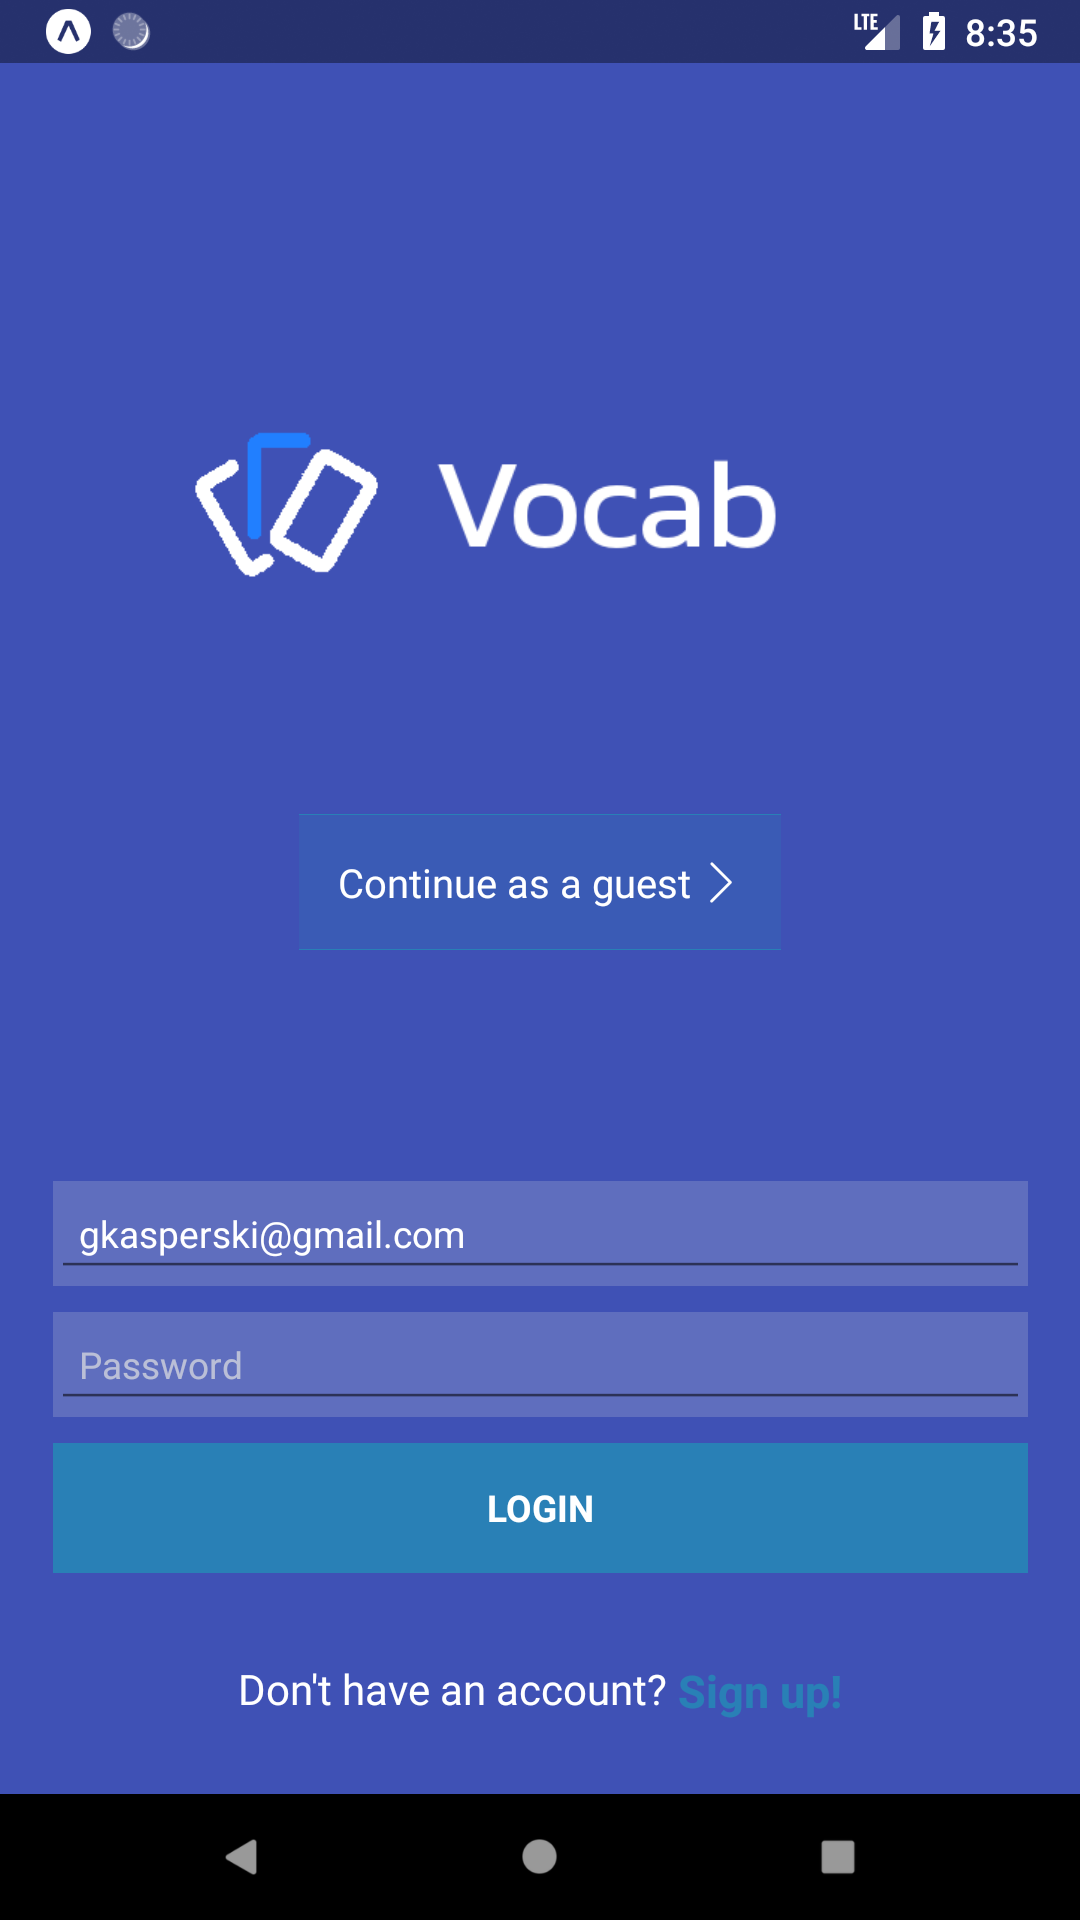 LTE 8:35
Vocab
Continue as a guest
gkasperski@gmail.com
Password
LOGIN
Don't have an account? Sign up!